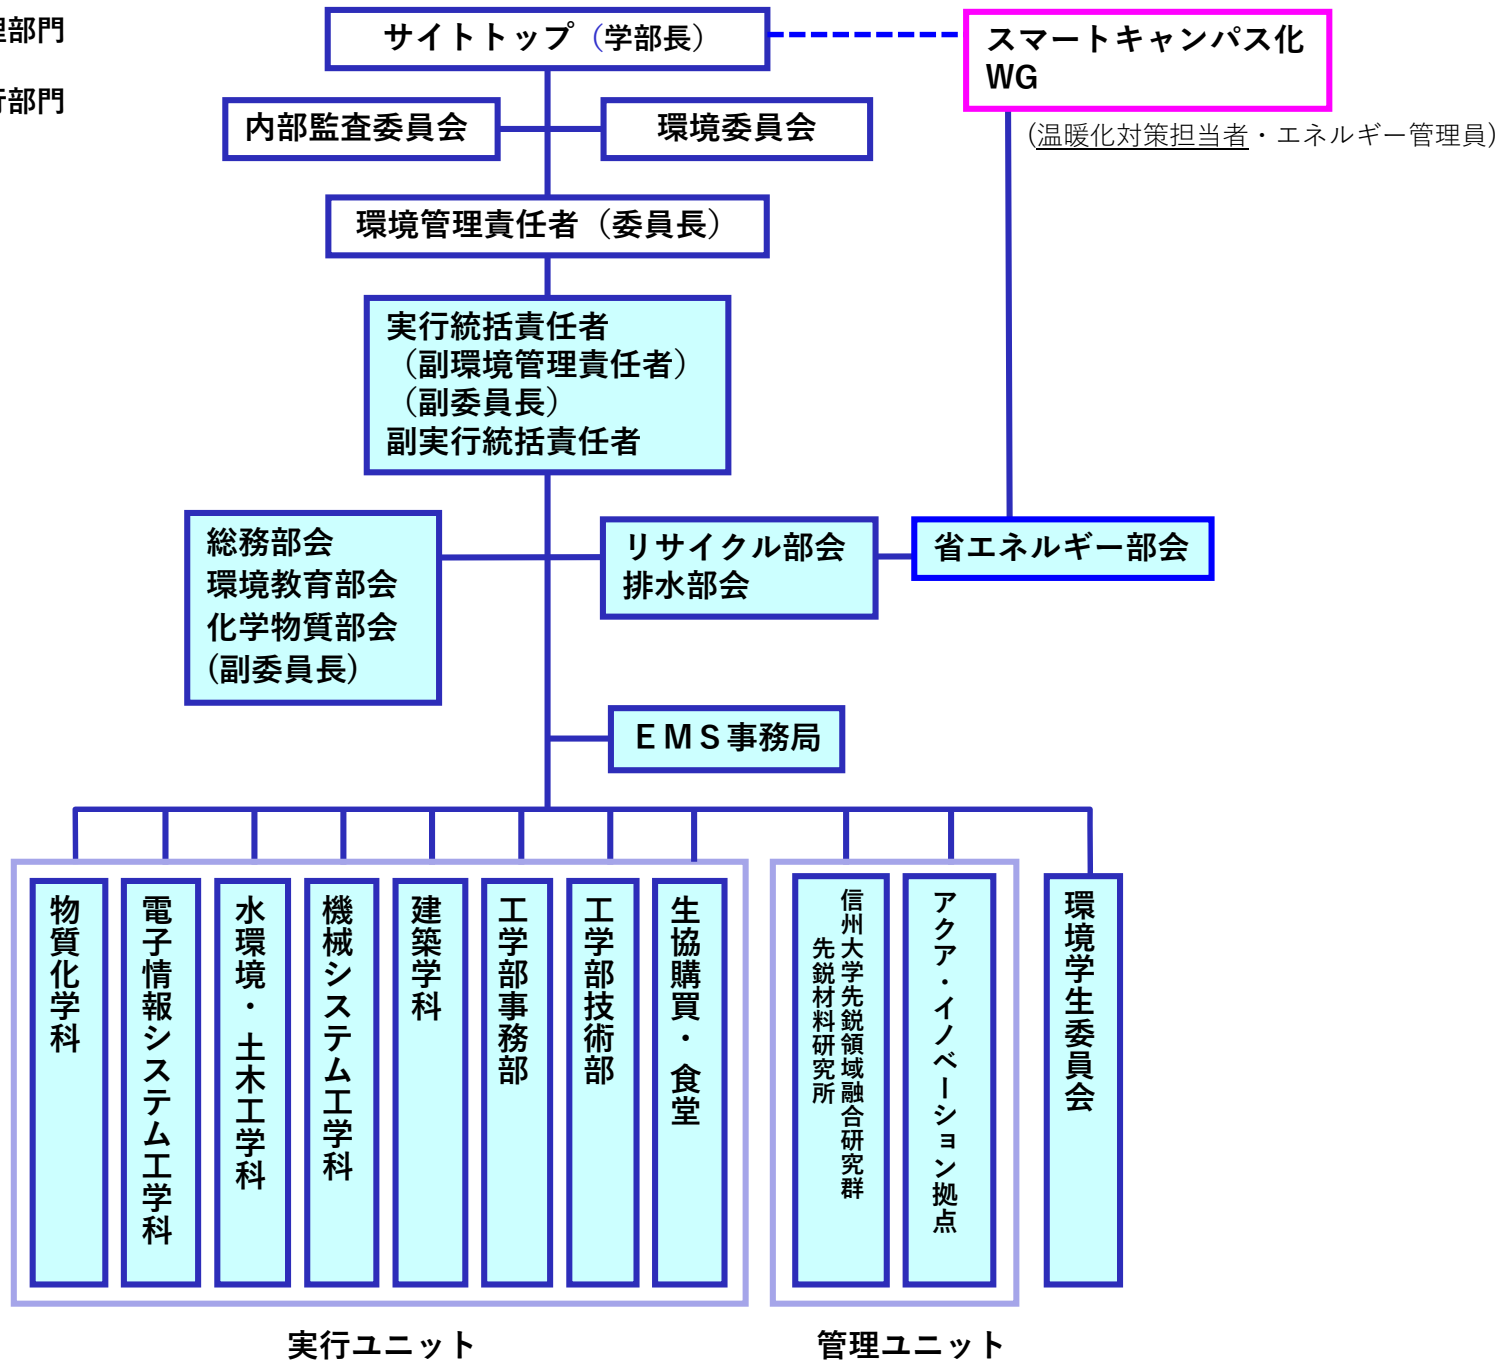 理部門
行部門
サイトトップ（学部長）
スマートキャンパス化
WG
(温暖化対策担当者・エネルギー管理員)
内部監査委員会
環境委員会
環境管理責任者（委員長）
実行統括責任者
（副環境管理責任者）
（副委員長）
副実行統括責任者
総務部会
環境教育部会
化学物質部会
(副委員長）
リサイクル部会
排水部会
省エネルギー部会
ＥＭＳ事務局
物質化学科
電子情報システム工学科
水環境・土木工学科
機械システム工学科
建築学科
工学部事務部
工学部技術部
生協購買・食堂
信州大学先鋭領域融合研究群
先鋭材料研究所
アクア・イノベーション拠点
環境学生委員会
実行ユニット
管理ユニット